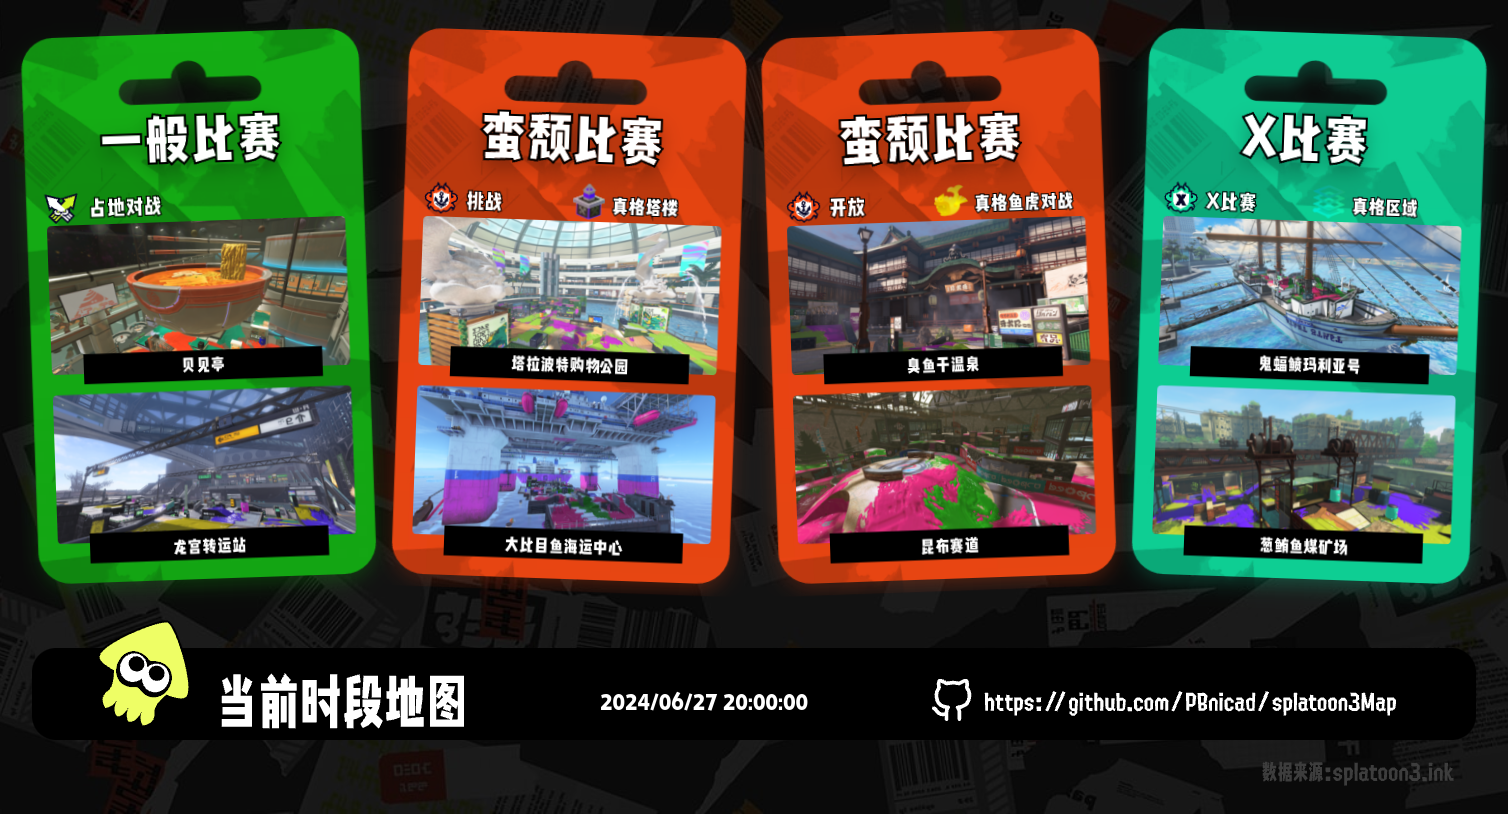 一般比赛
占地对战
贝贝亭
龙宫转运站
蛮颓比赛
挑战
真格塔楼
塔拉波特购物公园
大比目鱼海运中心
蛮颓比赛
开放
真格鱼虎对战
臭鱼干温泉
昆布赛道
X比赛
X比赛
真格区域
鬼蝠鲼玛利亚号
葱鲔鱼煤矿场
当前时段地图
2024/06/27 20:00:00
https://github.com/PBnicad/splatoon3Map
数据来源:splatoon3.ink